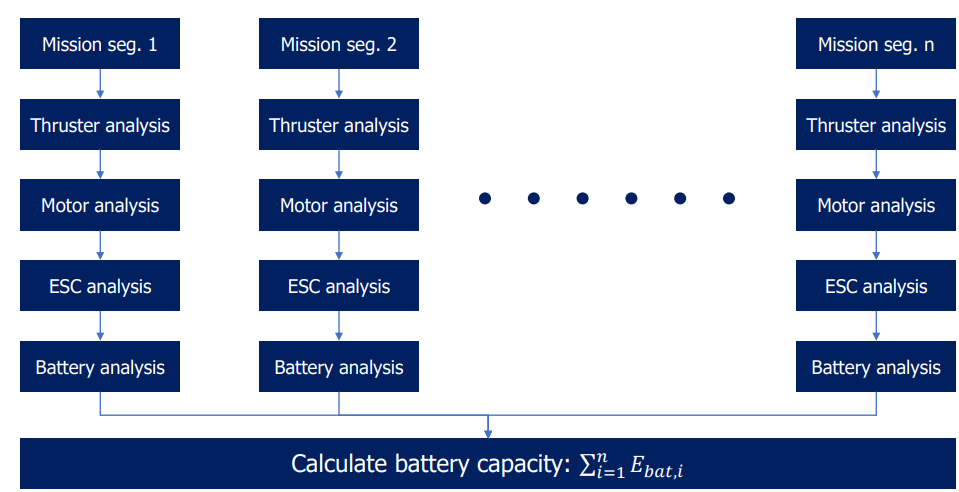 Mission seg. 1
Mission seg. 2
Mission seg. n
Thruster analysis
Thruster analysis
Thruster analysis
Motor analysis
Motor analysis
Motor analysis
ESC analysis
ESC analysis
ESC analysis
Battery analysis
Battery analysis
Battery analysis
Calculate battery capacity: $\sum_{i=1}^{n} E_{bat,i}$